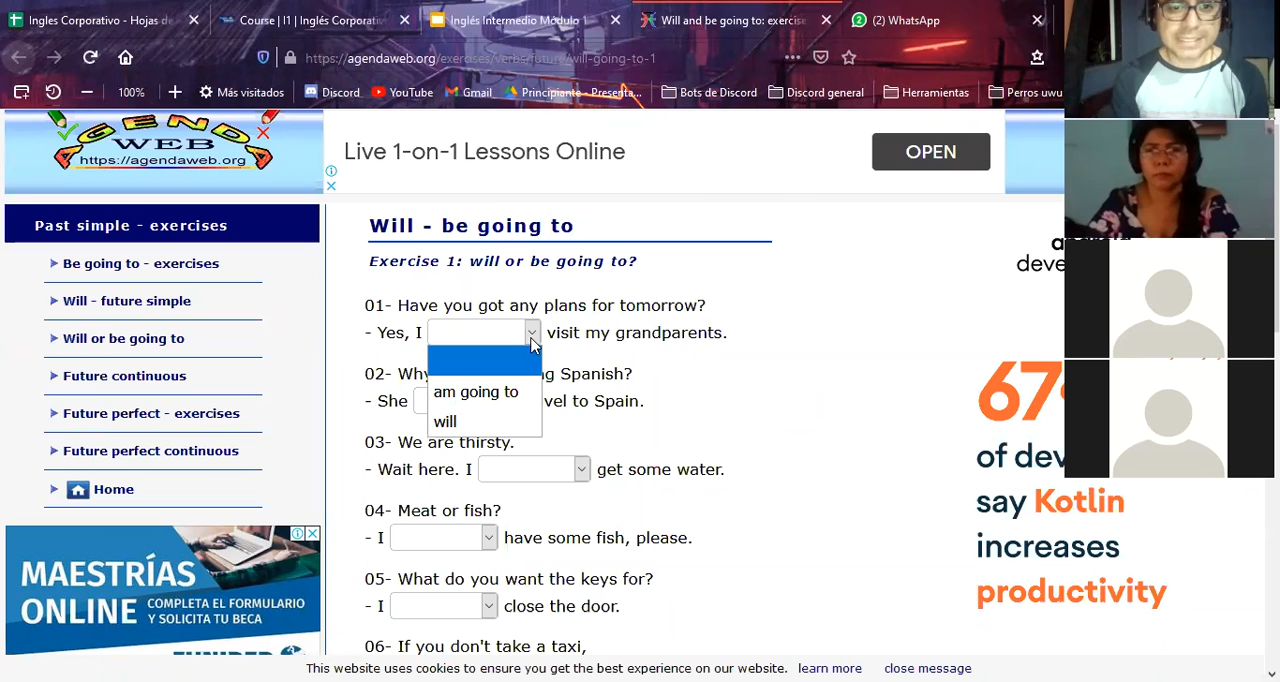 Ingles Corporativo - Hojas de
Course | I1 | Inglés Corporativ
Inglés Intermedio Módulo 1
Will and be going to: exercise
(2) WhatsApp
https://agendaweb.org/exercises/verbs/future/will-going-to-1
100%
Más visitados
Discord
YouTube
Gmail
Principiante - Presenta...
Bots de Discord
Discord general
Herramientas
Perros uwu
AGENDA
WEB
https://agendaweb.org
Live 1-on-1 Lessons Online
OPEN
Past simple - exercises
Be going to - exercises
Will - future simple
Will or be going to
Future continuous
Future perfect - exercises
Future perfect continuous
Home
MAESTRÍAS
ONLINE
COMPLETA EL FORMULARIO
Y SOLICITA TU BECA
Will - be going to
Exercise 1: will or be going to?
01- Have you got any plans for tomorrow?
- Yes, I visit my grandparents.
am going to
will
02- Why g Spanish?
- She vel to Spain.
03- We are thirsty.
- Wait here. I get some water.
04- Meat or fish?
- I have some fish, please.
05- What do you want the keys for?
- I close the door.
06- If you don't take a taxi,
deve
67
of dev
say Kotlin
increases
productivity
This website uses cookies to ensure you get the best experience on our website. learn more close message